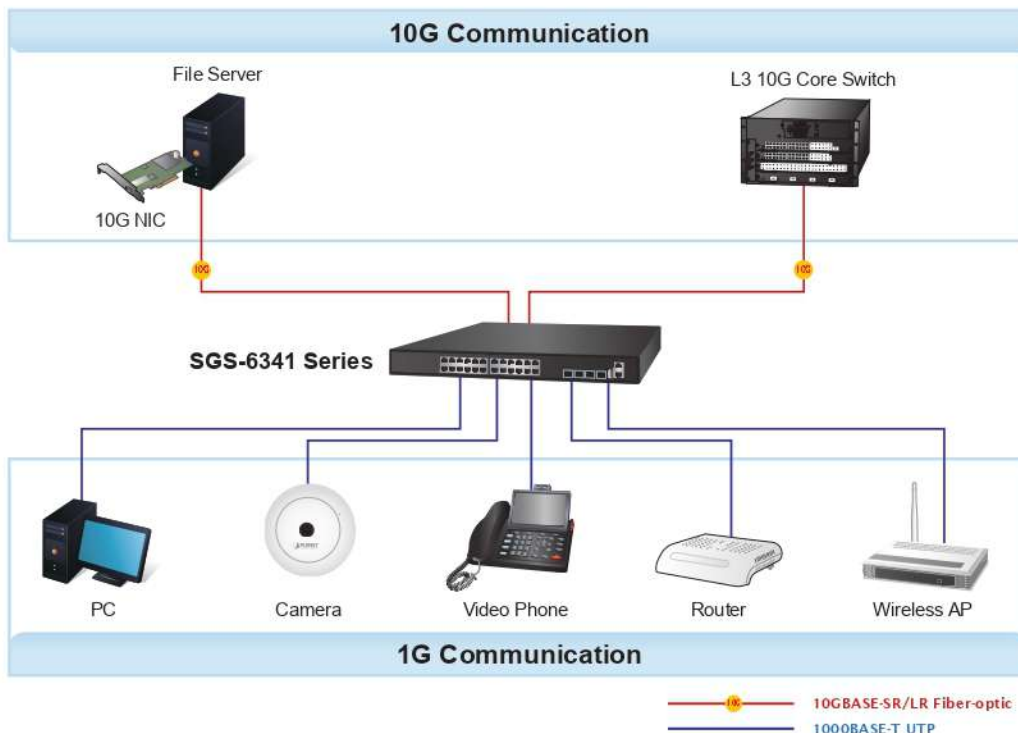 10G Communication
File Server
L3 10G Core Switch
10G NIC
10G
10G
SGS-6341 Series
PLANET
PC
Camera
Video Phone
Router
Wireless AP
1G Communication
10G
10GBASE-SR/LR Fiber-optic
1000BASE-T UTP